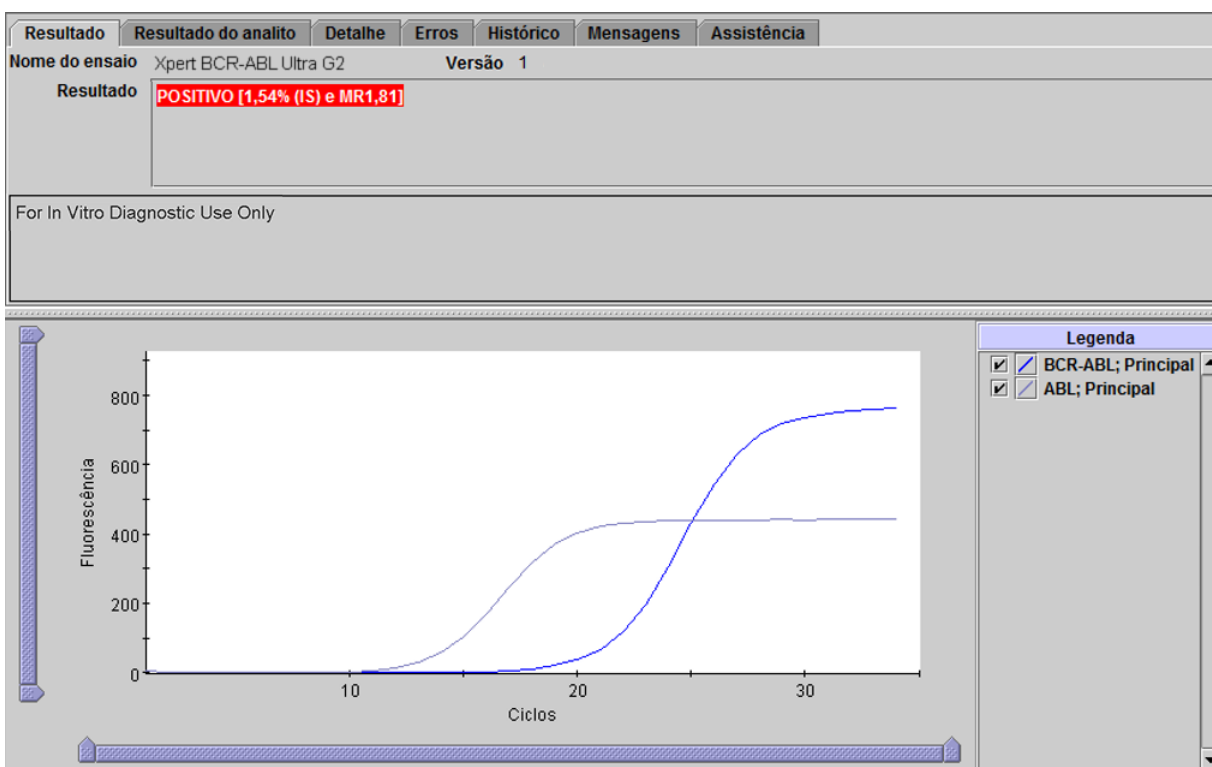 Resultado Resultado do analito Detalhe Erros Histórico Mensagens Assistência
Nome do ensaio Xpert BCR-ABL Ultra G2 Versão 1
Resultado POSITIVO [1,54% (IS) e MR1,81]
For In Vitro Diagnostic Use Only
Legenda
BCR-ABL; Principal
ABL; Principal
Fluorescência
800
600
400
200
0
10 20 30
Ciclos